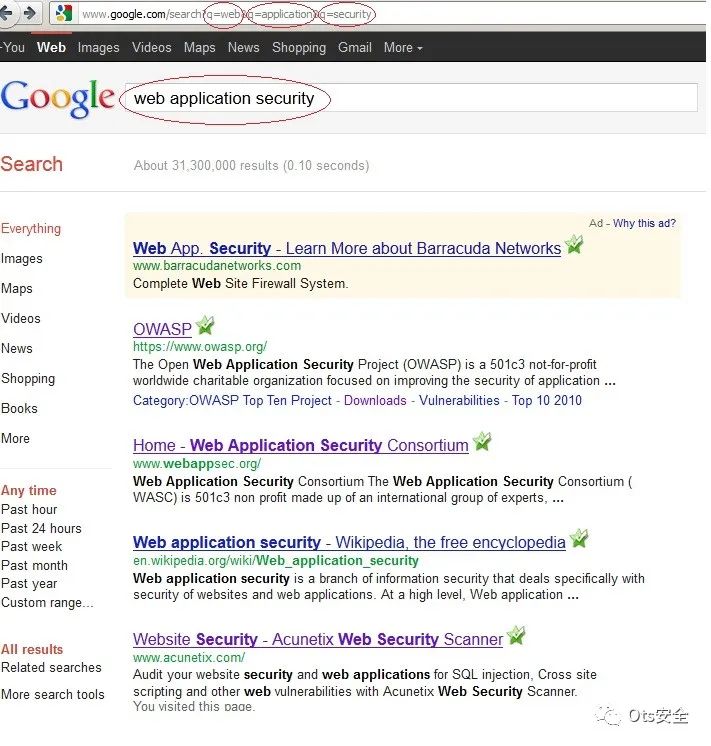 www.google.com/search?q=web&q=application&q=security
You Web Images Videos Maps News Shopping Gmail More
Google
web application security
Search
About 31,300,000 results (0.10 seconds)
Everything
Images
Maps
Videos
News
Shopping
Books
More
Any time
Past hour
Past 24 hours
Past week
Past month
Past year
Custom range...
All results
Related searches
More search tools
Ad - Why this ad?
Web App. Security - Learn More about Barracuda Networks
www.barracudanetworks.com
Complete Web Site Firewall System.
OWASP
https://www.owasp.org/
The Open Web Application Security Project (OWASP) is a 501c3 not-for-profit
worldwide charitable organization focused on improving the security of application ...
Category:OWASP Top Ten Project - Downloads - Vulnerabilities - Top 10 2010
Home - Web Application Security Consortium
www.webappsec.org/
Web Application Security Consortium The Web Application Security Consortium (
WASC) is 501c3 non profit made up of an international group of experts, ...
Web application security - Wikipedia, the free encyclopedia
en.wikipedia.org/wiki/Web_application_security
Web application security is a branch of information security that deals specifically with
security of websites and web applications. At a high level, Web application ...
Website Security - Acunetix Web Security Scanner
www.acunetix.com/
Audit your website security and web applications for SQL injection, Cross site
scripting and other web vulnerabilities with Acunetix Web Security Scanner.
You visited this page.
Ots安全